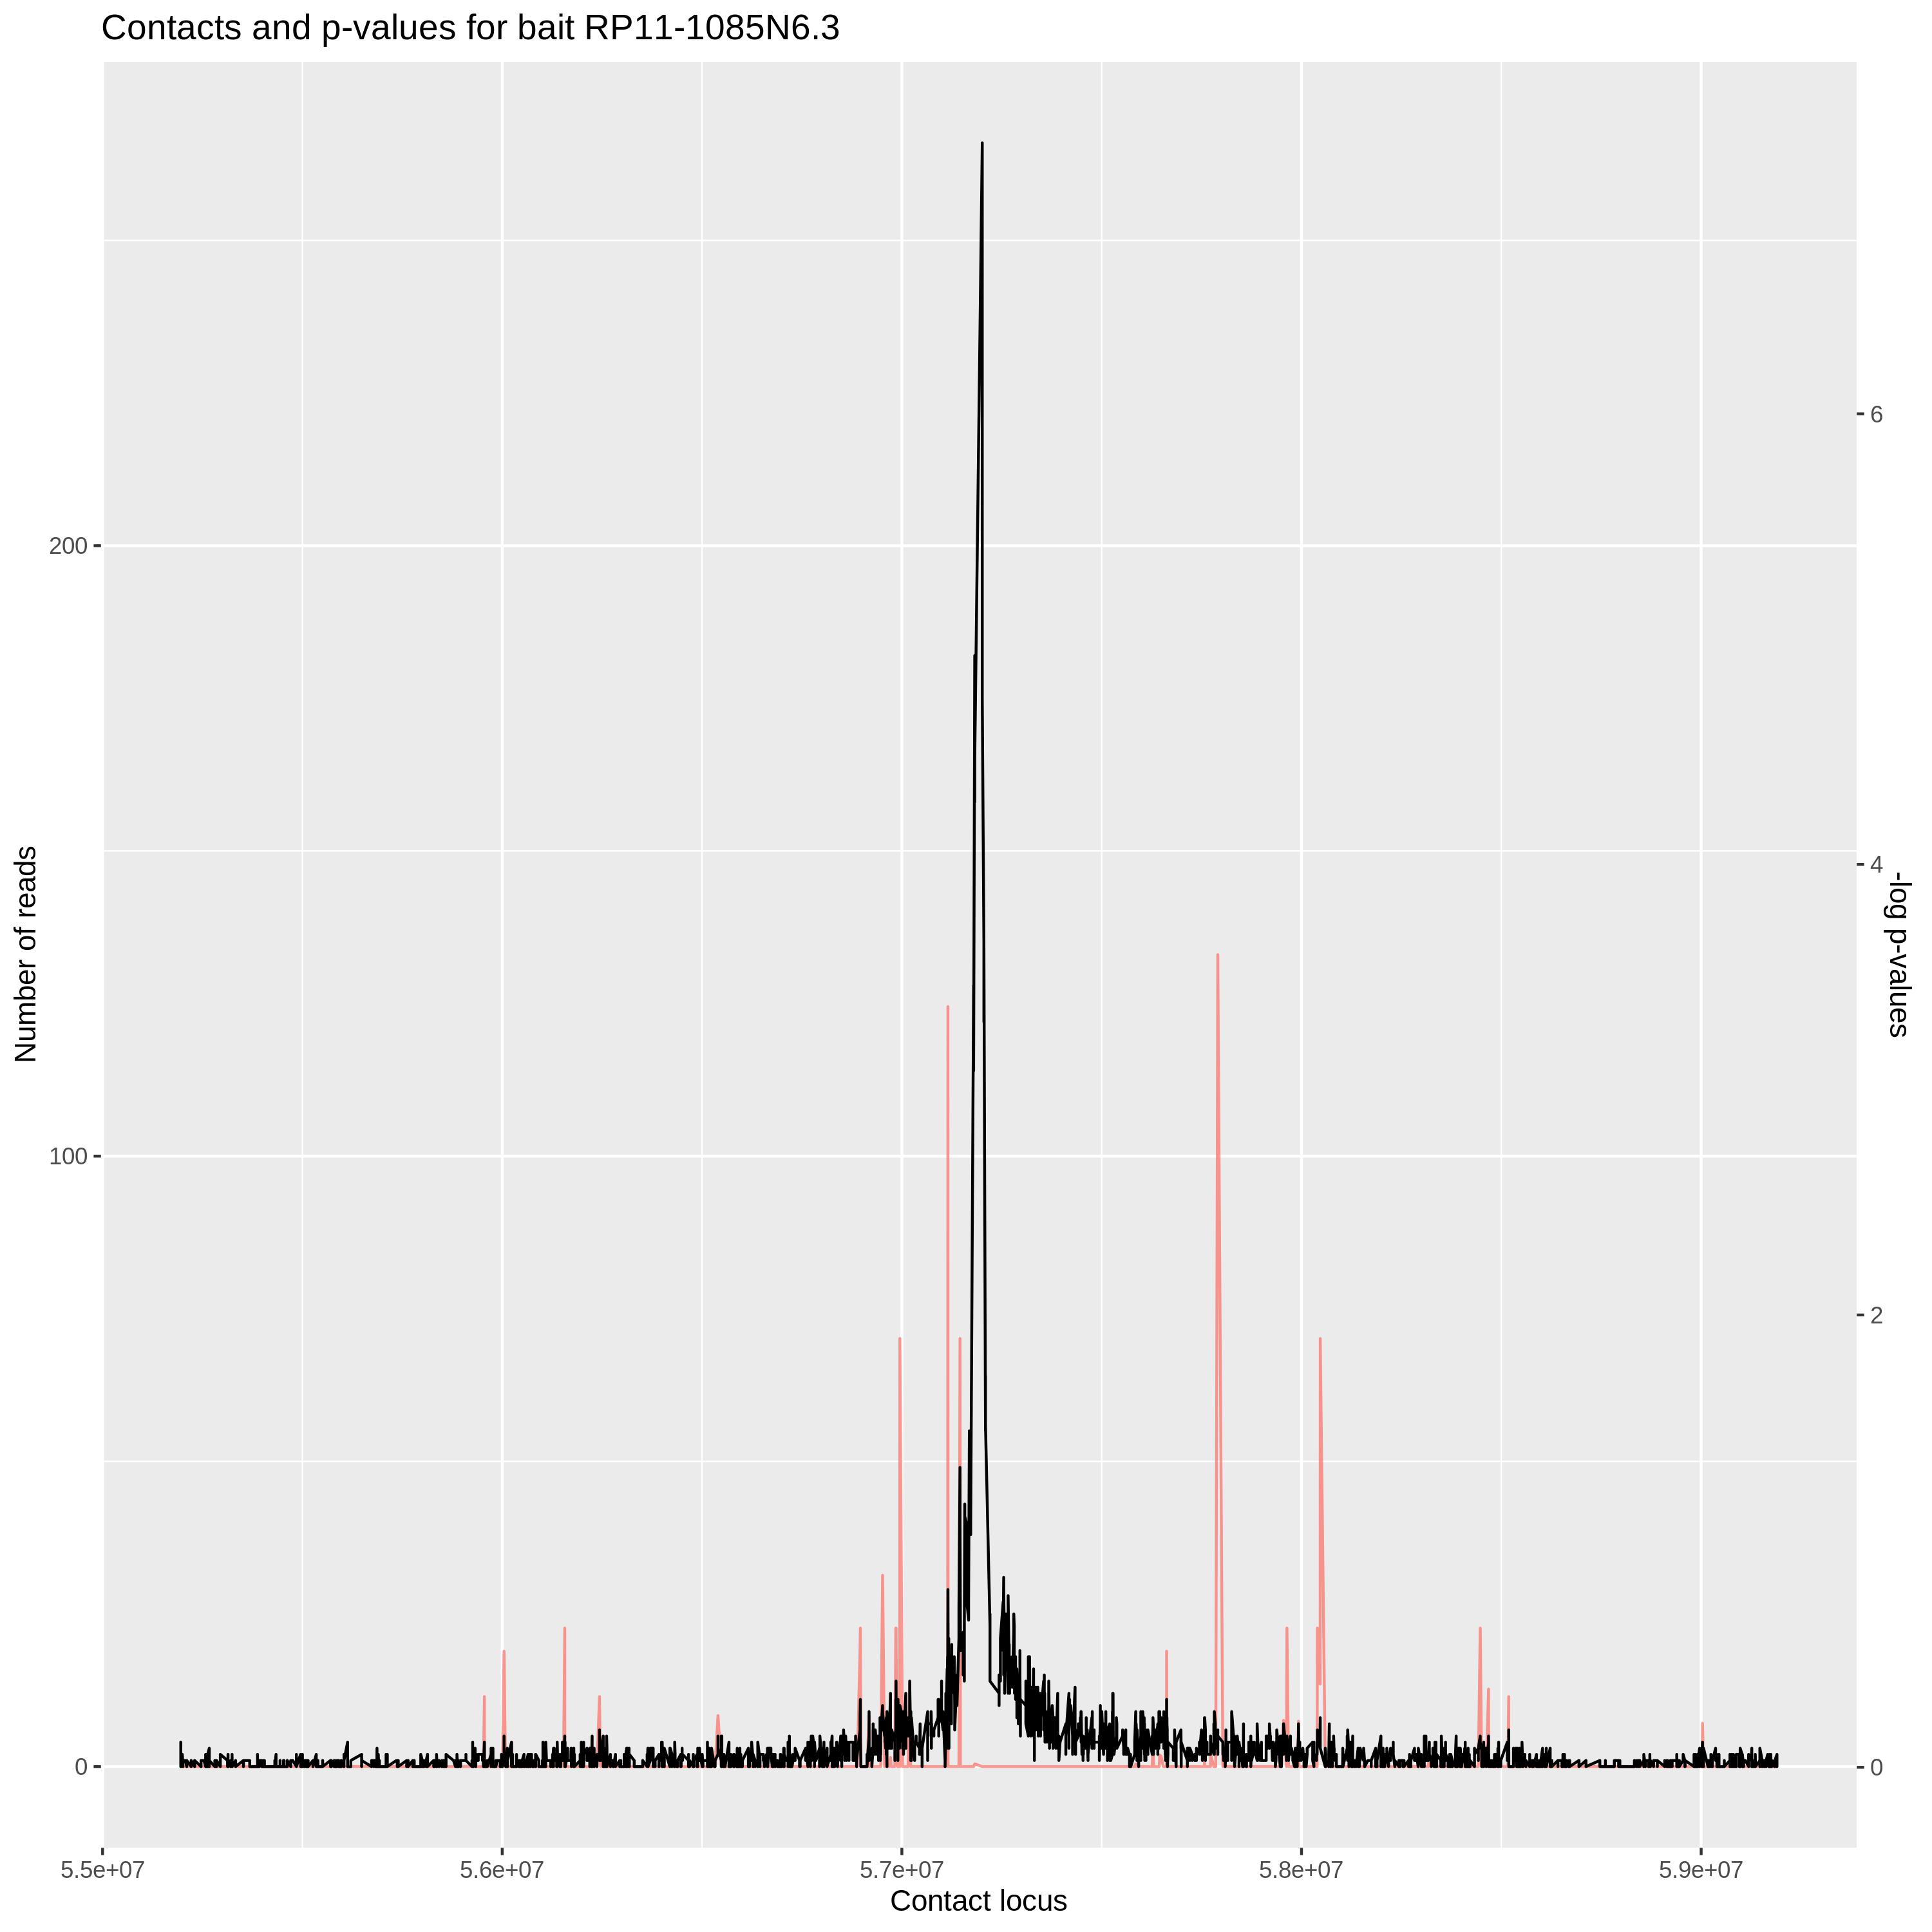 Contacts and p-values for bait RP11-1085N6.3
200
100
0
Number of reads
6
4
2
0
-log p-values
5.5e+07
5.6e+07
5.7e+07
5.8e+07
5.9e+07
Contact locus